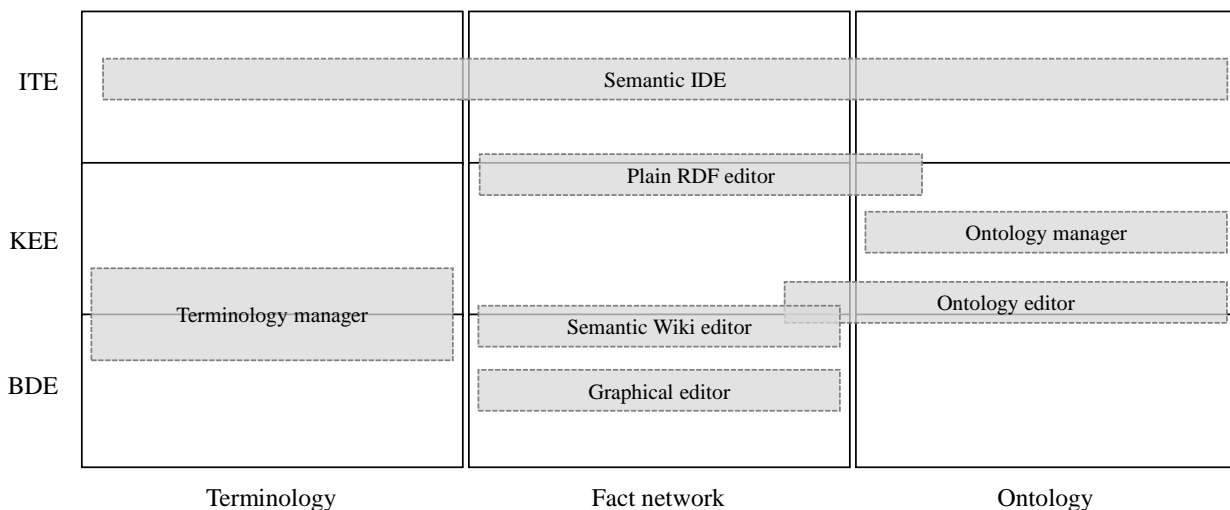 ITE
Semantic IDE
Plain RDF editor
KEE
Ontology manager
Ontology editor
Terminology manager
Semantic Wiki editor
BDE
Graphical editor
Terminology
Fact network
Ontology